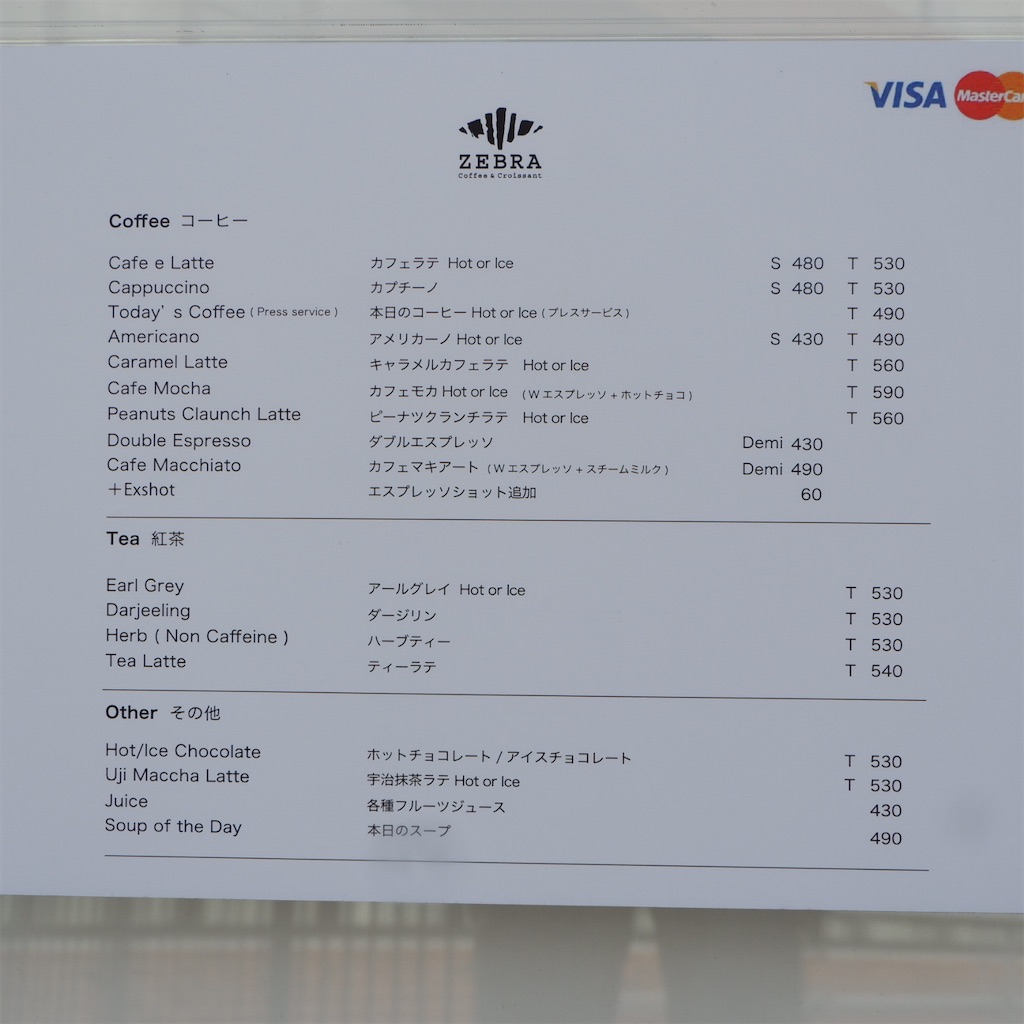 VISA MasterCar
ZEBRA
Coffee & Croissant
Coffee コーヒー
Cafe e Latte カフェラテ Hot or Ice S 480 T 530
Cappuccino カプチーノ S 480 T 530
Today' s Coffee ( Press service ) 本日のコーヒー Hot or Ice ( プレスサービス ) T 490
Americano アメリカーノ Hot or Ice S 430 T 490
Caramel Latte キャラメルカフェラテ Hot or Ice T 560
Cafe Mocha カフェモカ Hot or Ice ( W エスプレッソ + ホットチョコ ) T 590
Peanuts Claunch Latte ピーナツクランチラテ Hot or Ice T 560
Double Espresso ダブルエスプレッソ Demi 430
Cafe Macchiato カフェマキアート ( W エスプレッソ + スチームミルク ) Demi 490
+Exshot エスプレッソショット追加 60
Tea 紅茶
Earl Grey アールグレイ Hot or Ice T 530
Darjeeling ダージリン T 530
Herb ( Non Caffeine ) ハーブティー T 530
Tea Latte ティーラテ T 540
Other その他
Hot/Ice Chocolate ホットチョコレート / アイスチョコレート T 530
Uji Maccha Latte 宇治抹茶ラテ Hot or Ice T 530
Juice 各種フルーツジュース 430
Soup of the Day 本日のスープ 490